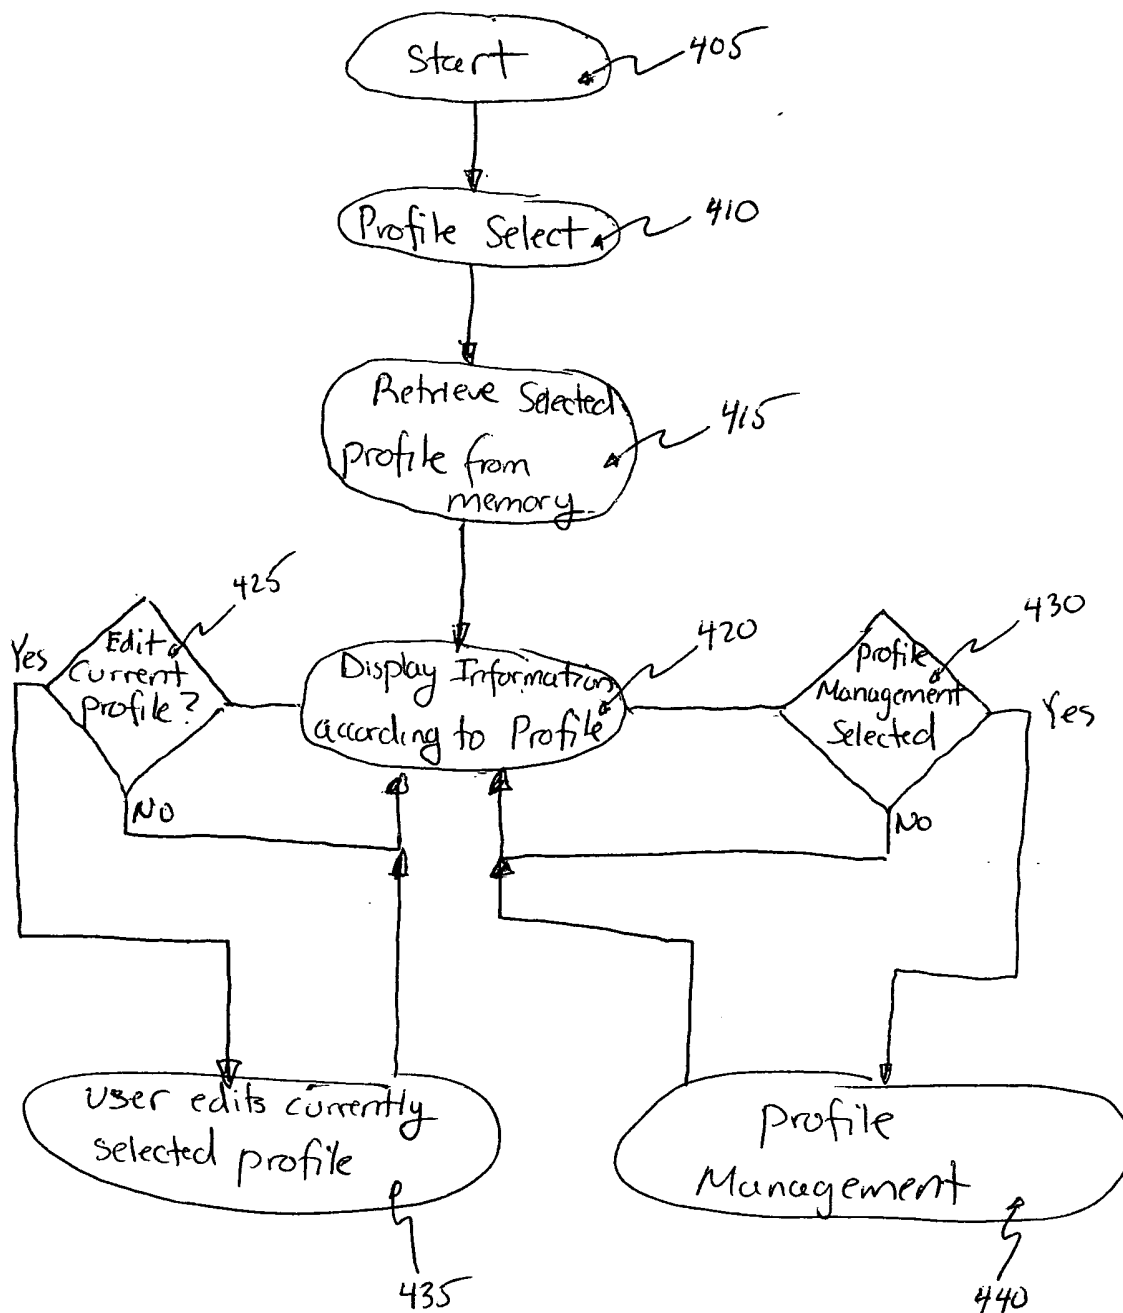 Start
405
Profile Select
410
Retrieve Selected
profile from
memory
415
425
Edit
Current
profile?
Yes
No
Display Information
according to Profile
420
430
Profile
Management
Selected
Yes
No
User edits currently
selected profile
435
Profile
Management
440